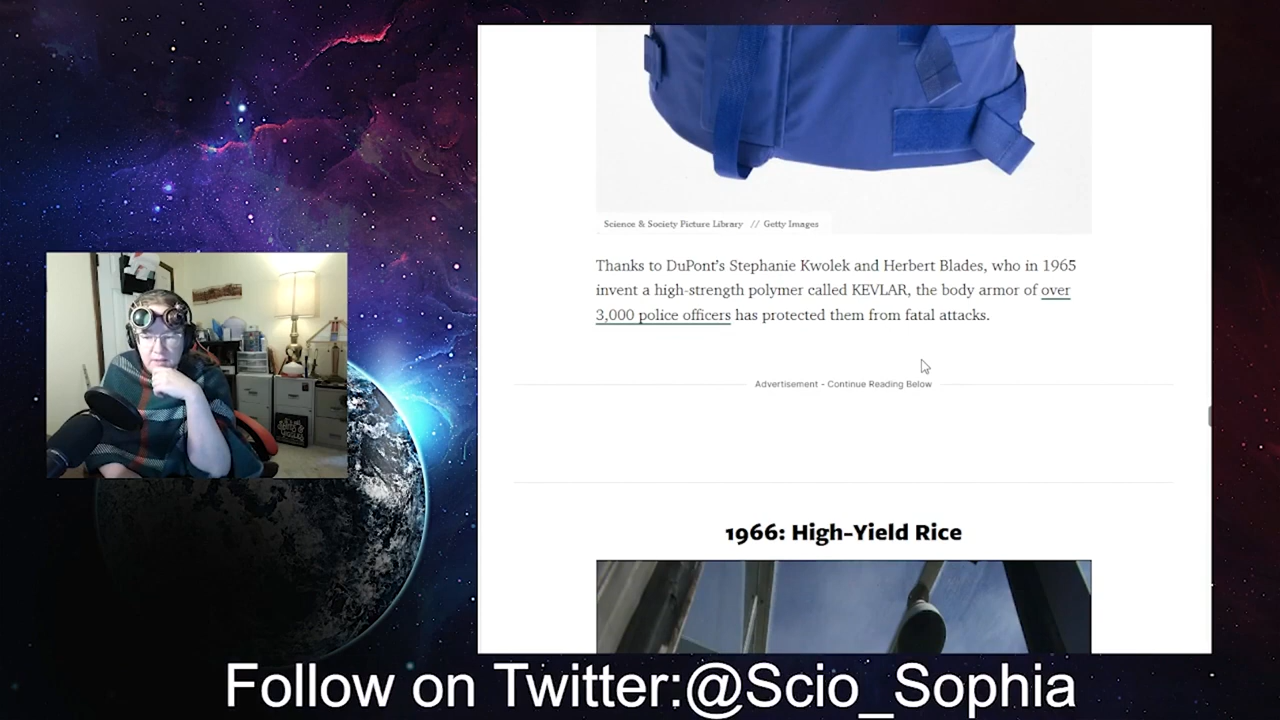 Science & Society Picture Library // Getty Images
Thanks to DuPont's Stephanie Kwolek and Herbert Blades, who in 1965
invent a high-strength polymer called KEVLAR, the body armor of over
3,000 police officers has protected them from fatal attacks.
Advertisement - Continue Reading Below
1966: High-Yield Rice
Follow on Twitter:@Scio_Sophia